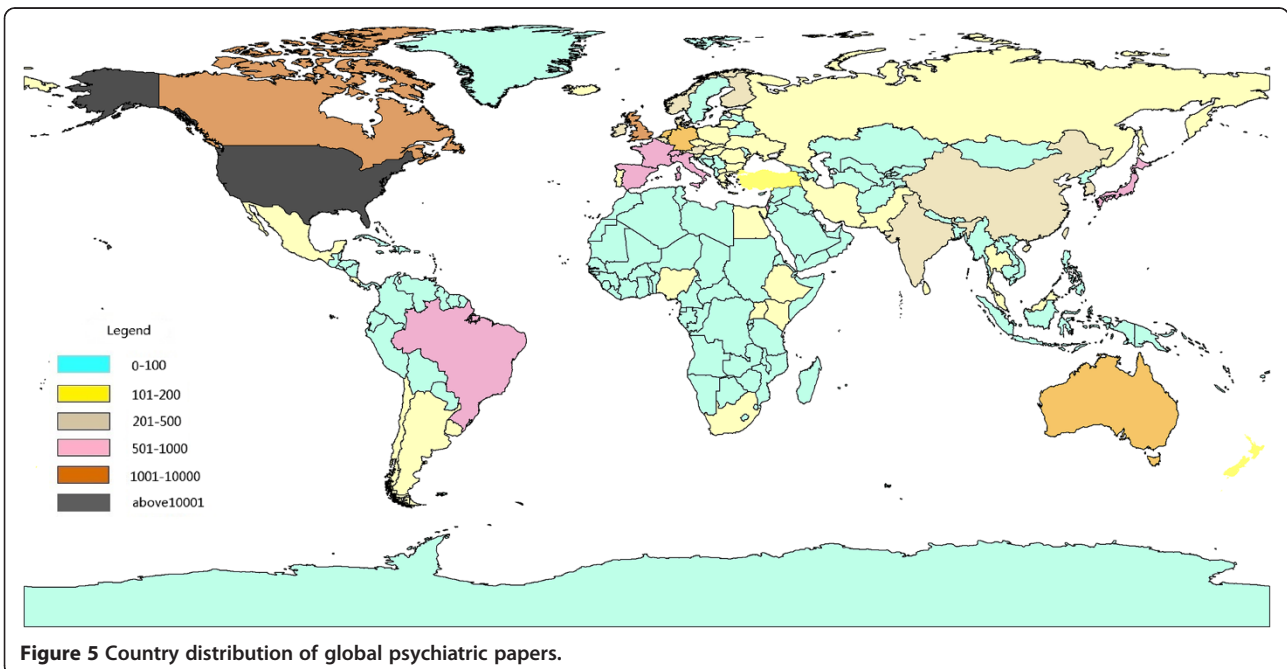 Legend
0-100
101-200
201-500
501-1000
1001-10000
above10001
Figure 5 Country distribution of global psychiatric papers.